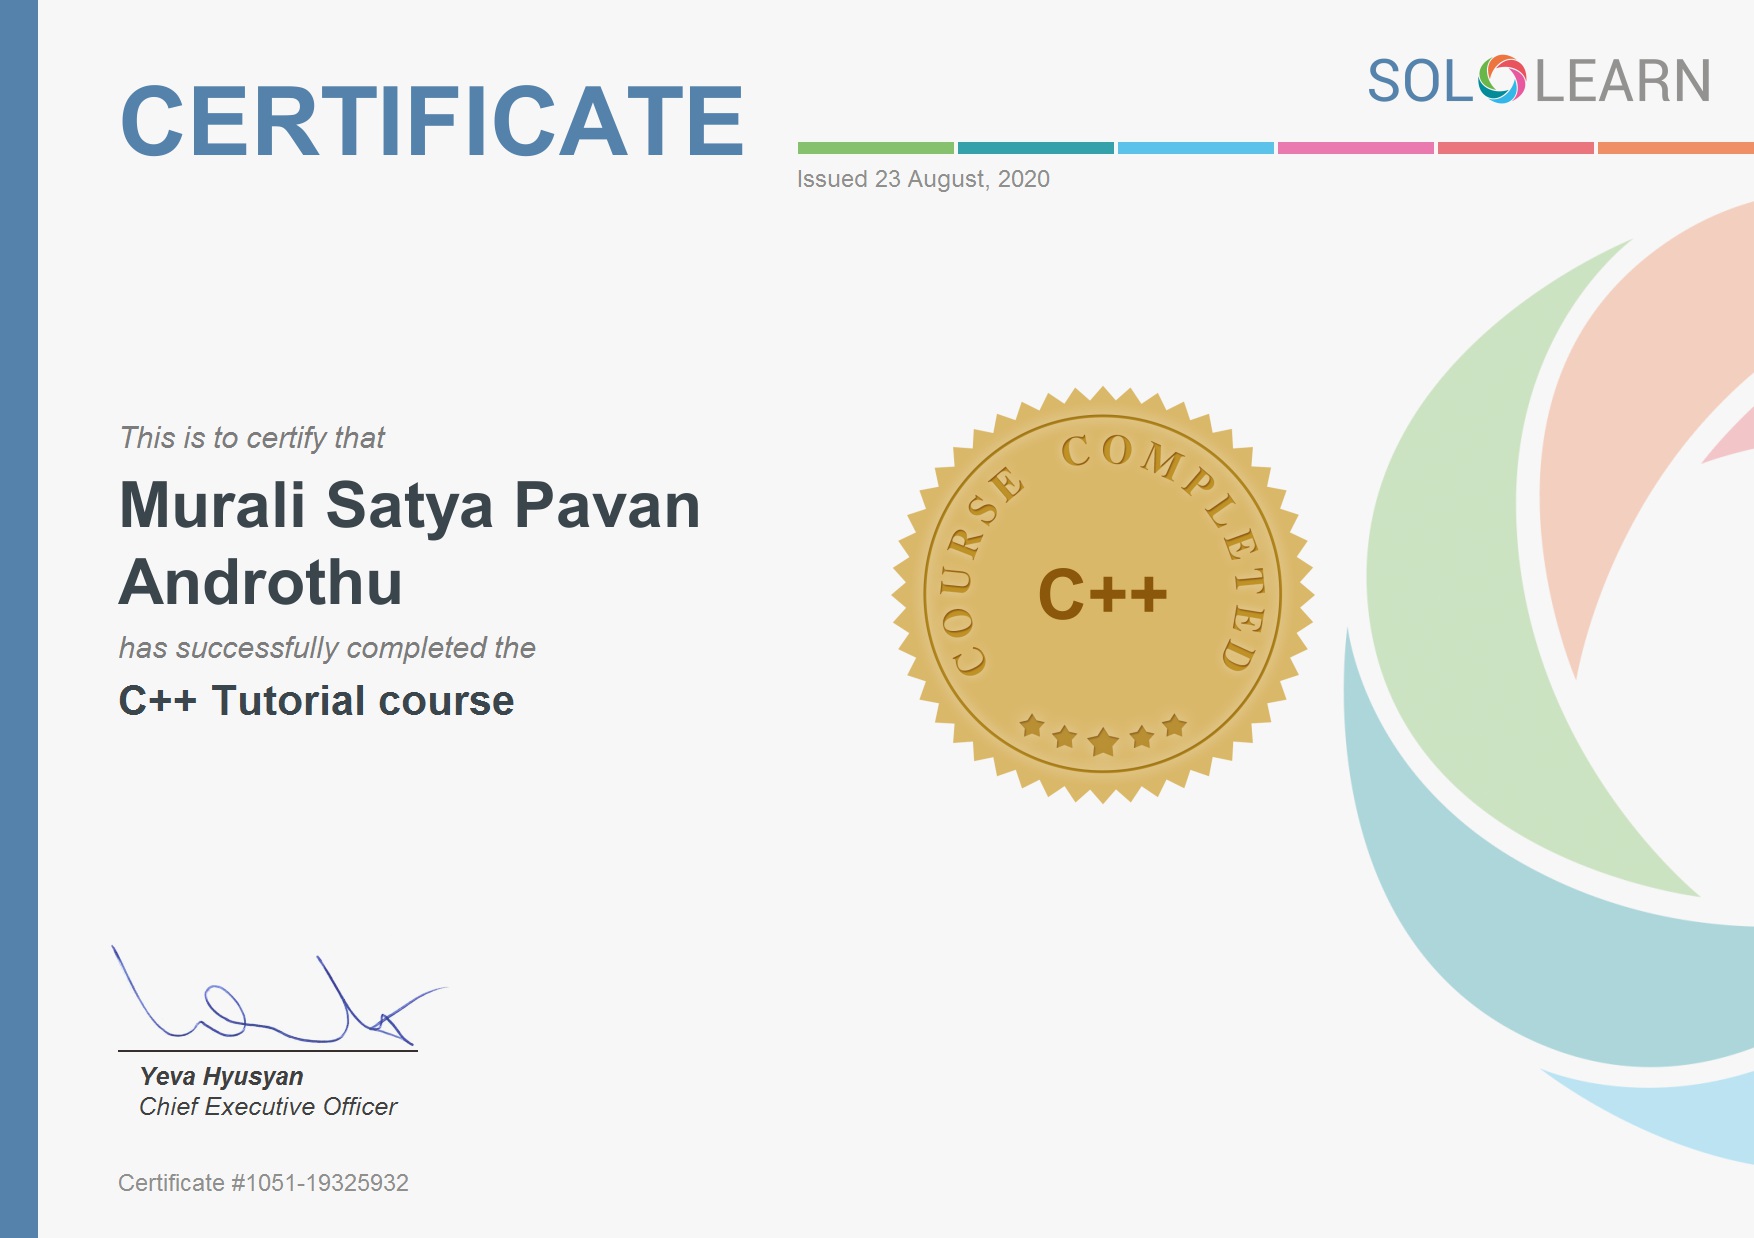 CERTIFICATE
SOLOLEARN
Issued 23 August, 2020
This is to certify that
Murali Satya Pavan
Androthu
has successfully completed the
C++ Tutorial course
COURSE COMPLETED
C++
Yeva Hyusyan
Chief Executive Officer
Certificate #1051-19325932